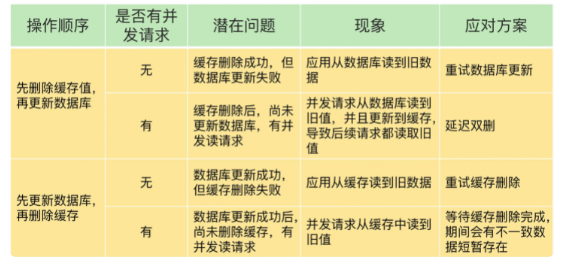 操作顺序
是否有并
发请求
潜在问题
现象
应对方案
先删除缓存值,
再更新数据库
无
缓存删除成功，但
数据库更新失败
应用从数据库读到旧数
据
重试数据库更新
有
缓存删除后，尚未
更新数据库，有并
发读请求
并发请求从数据库读到
旧值，并且更新到缓存，
导致后续请求都读取旧
值
延迟双删
先更新数据库，
再删除缓存
无
数据库更新成功，
但缓存删除失败
应用从缓存读到旧数据
重试缓存删除
有
数据库更新成功后，
尚未删除缓存，有
并发读请求
并发请求从缓存中读到
旧值
等待缓存删除完成，
期间会有不一致数
据短暂存在